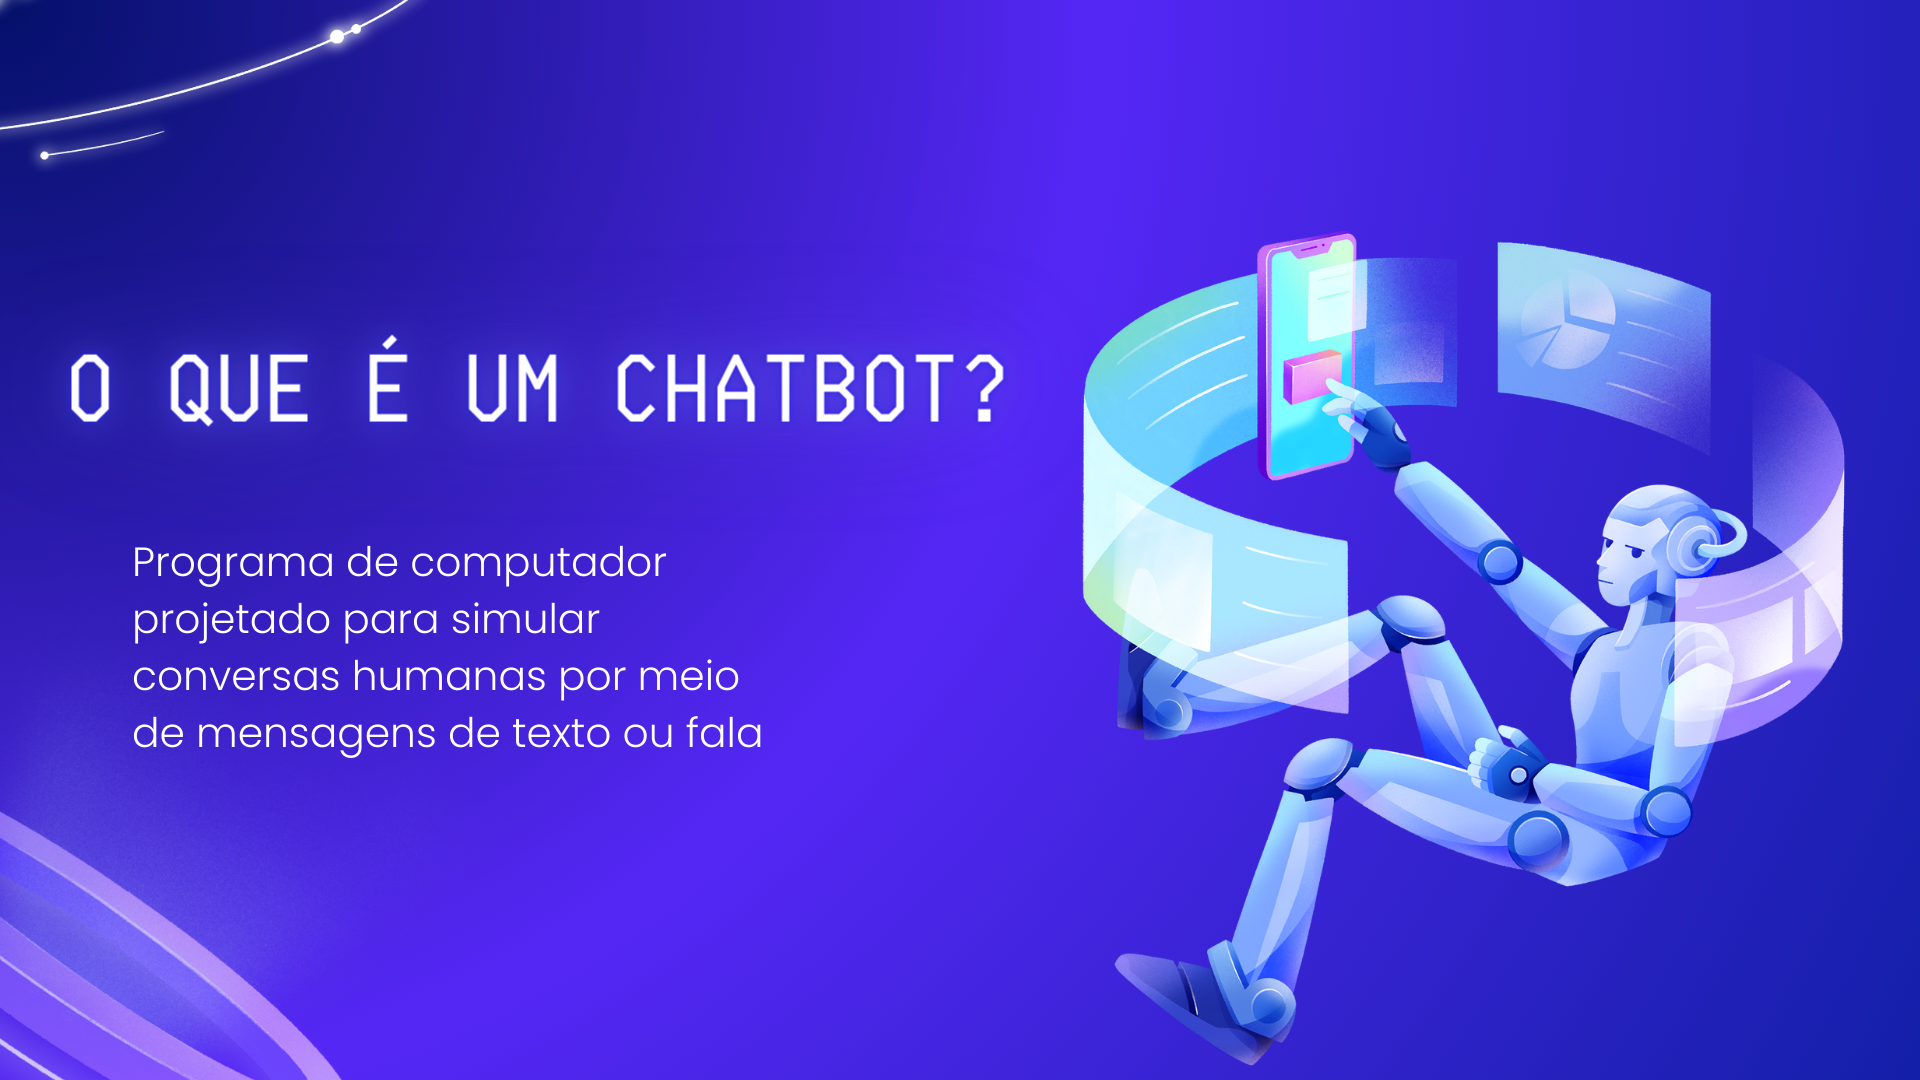 O QUE É UM CHATBOT?
Programa de computador
projetado para simular
conversas humanas por meio
de mensagens de texto ou fala